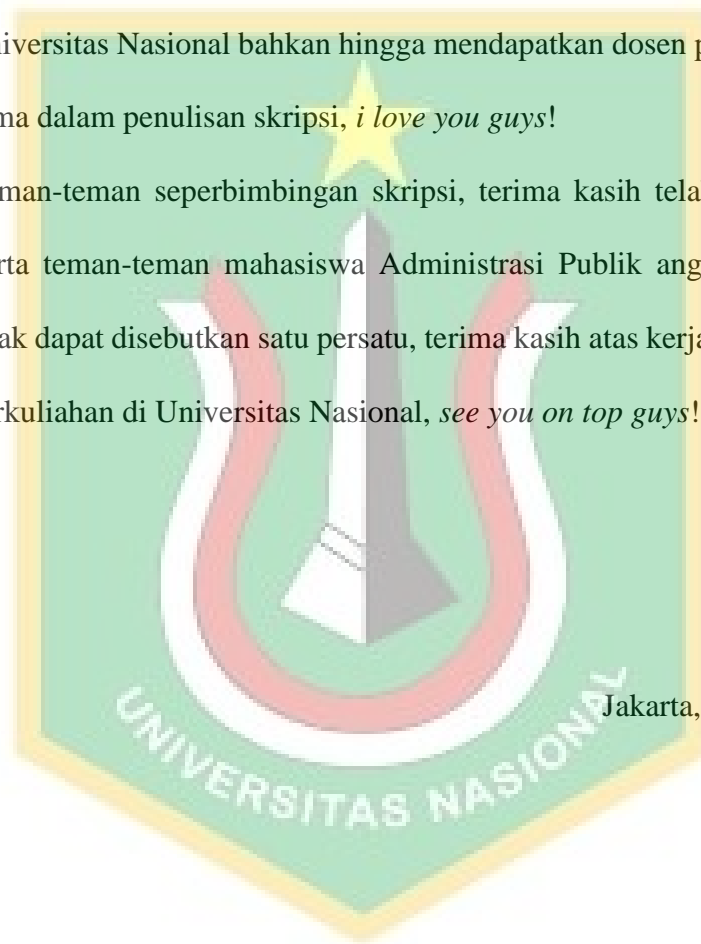 niversitas Nasional bahkan hingga mendapatkan dosen p
ma dalam penulisan skripsi, i love you guys!
man-teman seperbimbingan skripsi, terima kasih tela
rta teman-teman mahasiswa Administrasi Publik ang
ak dapat disebutkan satu persatu, terima kasih atas kerja
rkuliahan di Universitas Nasional, see you on top guys!
Jakarta,
UNIVERSITAS NASIONAL